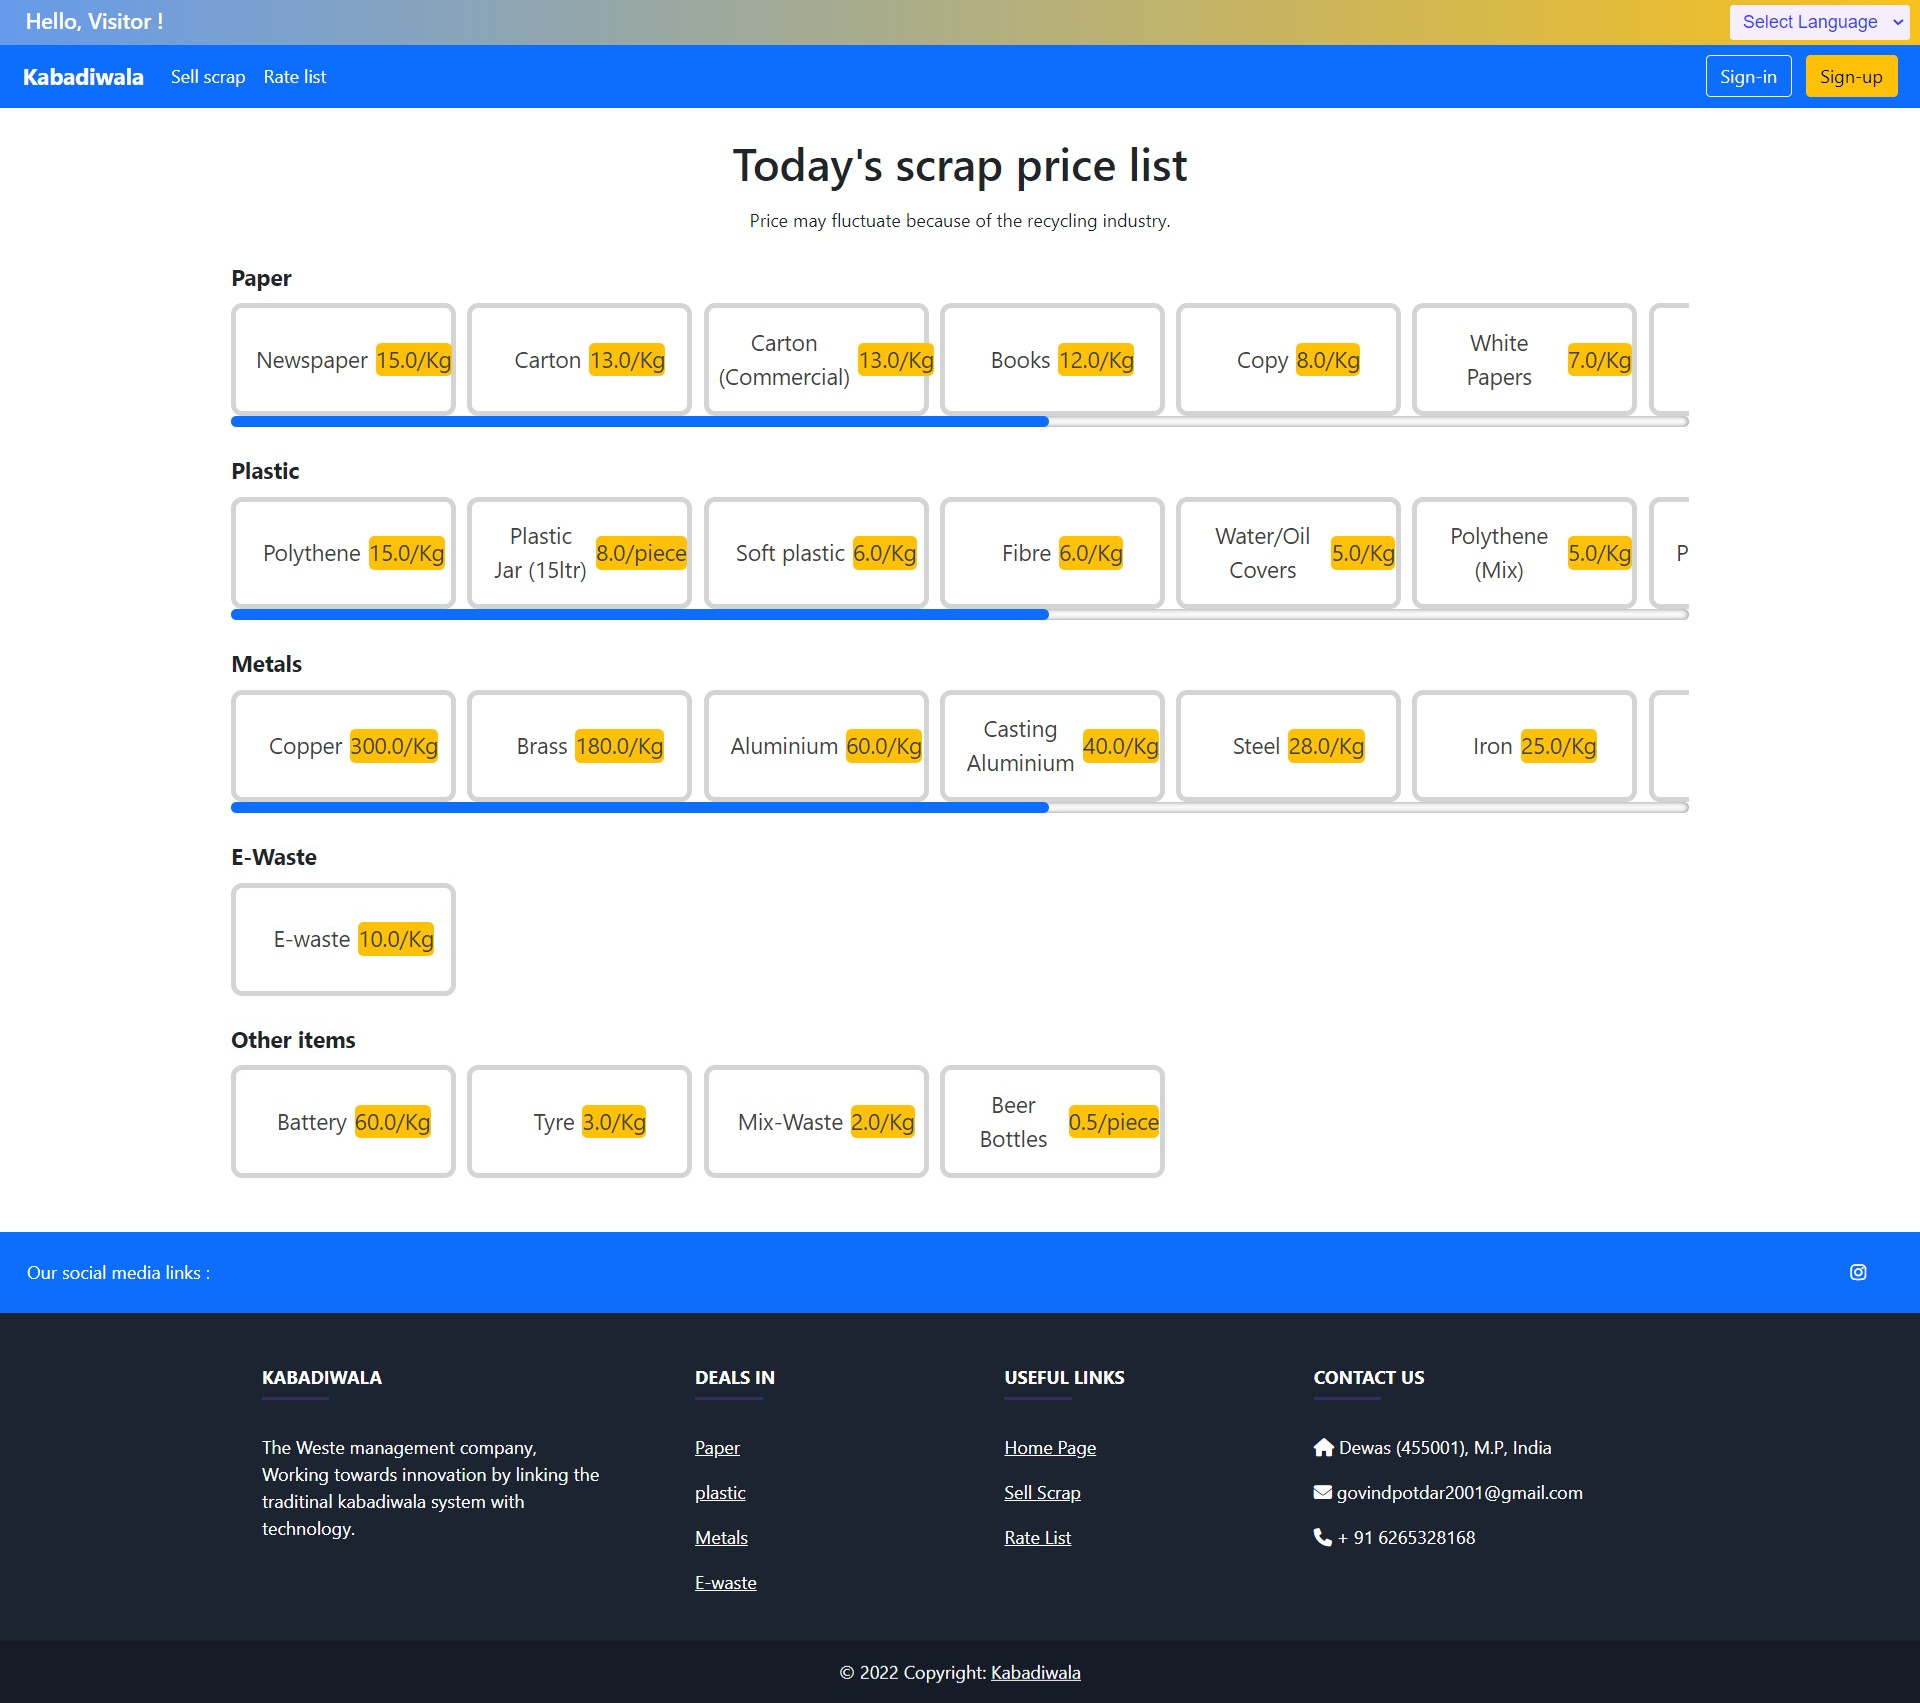 Hello, Visitor !
Select Language
Kabadiwala Sell scrap Rate list Sign-in Sign-up
Today's scrap price list
Price may fluctuate because of the recycling industry.
Paper
Newspaper 15.0/Kg
Carton 13.0/Kg
Carton
(Commercial) 13.0/Kg
Books 12.0/Kg
Copy 8.0/Kg
White
Papers 7.0/Kg
Plastic
Polythene 15.0/Kg
Plastic
Jar (15ltr) 8.0/piece
Soft plastic 6.0/Kg
Fibre 6.0/Kg
Water/Oil
Covers 5.0/Kg
Polythene
(Mix) 5.0/Kg
P
Metals
Copper 300.0/Kg
Brass 180.0/Kg
Aluminium 60.0/Kg
Casting
Aluminium 40.0/Kg
Steel 28.0/Kg
Iron 25.0/Kg
E-Waste
E-waste 10.0/Kg
Other items
Battery 60.0/Kg
Tyre 3.0/Kg
Mix-Waste 2.0/Kg
Beer
Bottles 0.5/piece
Our social media links :
KABADIWALA
The Weste management company,
Working towards innovation by linking the
traditinal kabadiwala system with
technology.
DEALS IN
Paper
plastic
Metals
E-waste
USEFUL LINKS
Home Page
Sell Scrap
Rate List
CONTACT US
Dewas (455001), M.P, India
govindpotdar2001@gmail.com
+ 91 6265328168
© 2022 Copyright: Kabadiwala